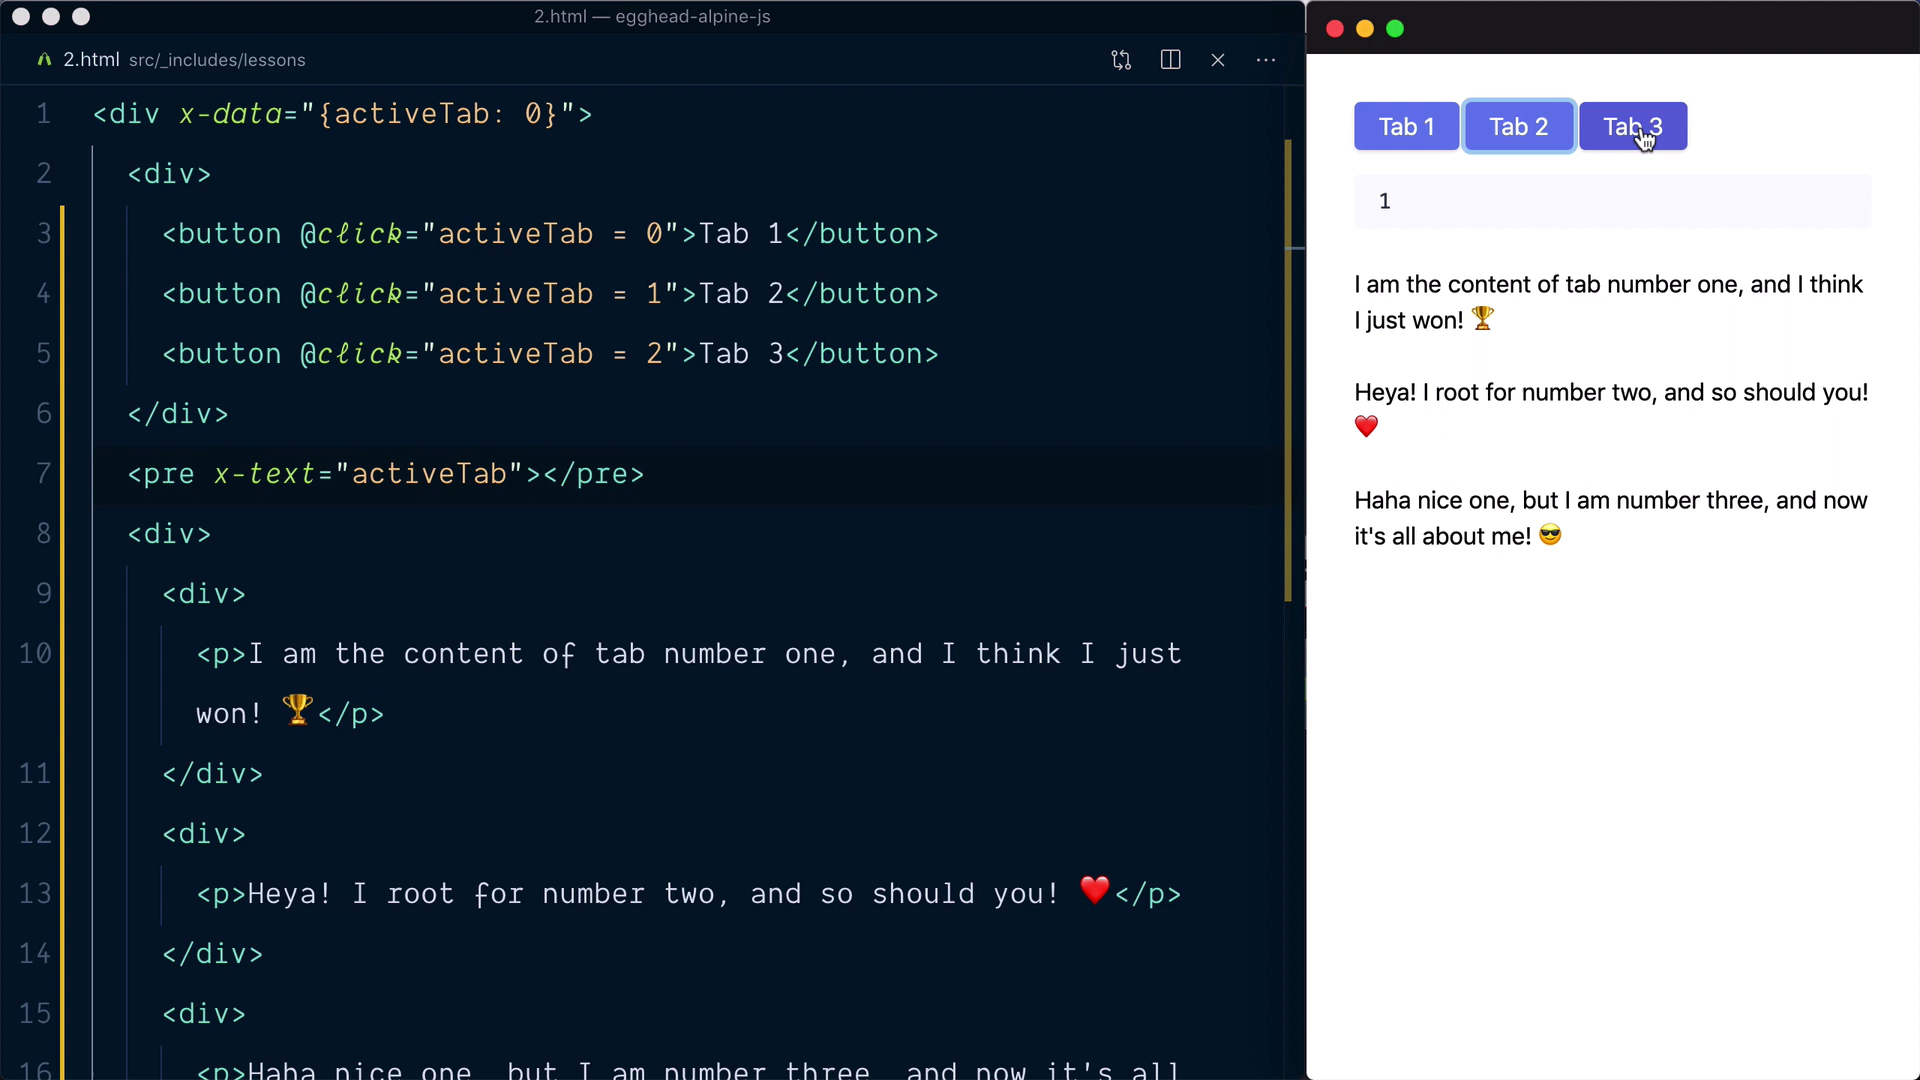 2.html — egghead-alpine-js
2.html src/_includes/lessons
1 <div x-data="{activeTab: 0}">
2 <div>
3 <button @click="activeTab = 0">Tab 1</button>
4 <button @click="activeTab = 1">Tab 2</button>
5 <button @click="activeTab = 2">Tab 3</button>
6 </div>
7 <pre x-text="activeTab"></pre>
8 <div>
9 <div>
10 <p>I am the content of tab number one, and I think I just
won! 🏆</p>
11 </div>
12 <div>
13 <p>Heya! I root for number two, and so should you! ❤️</p>
14 </div>
15 <div>
16 <p>Haha nice one, but I am number three, and now it's all
Tab 1 Tab 2 Tab 3
1
I am the content of tab number one, and I think
I just won! 🏆
Heya! I root for number two, and so should you!
❤️
Haha nice one, but I am number three, and now
it's all about me! 😎